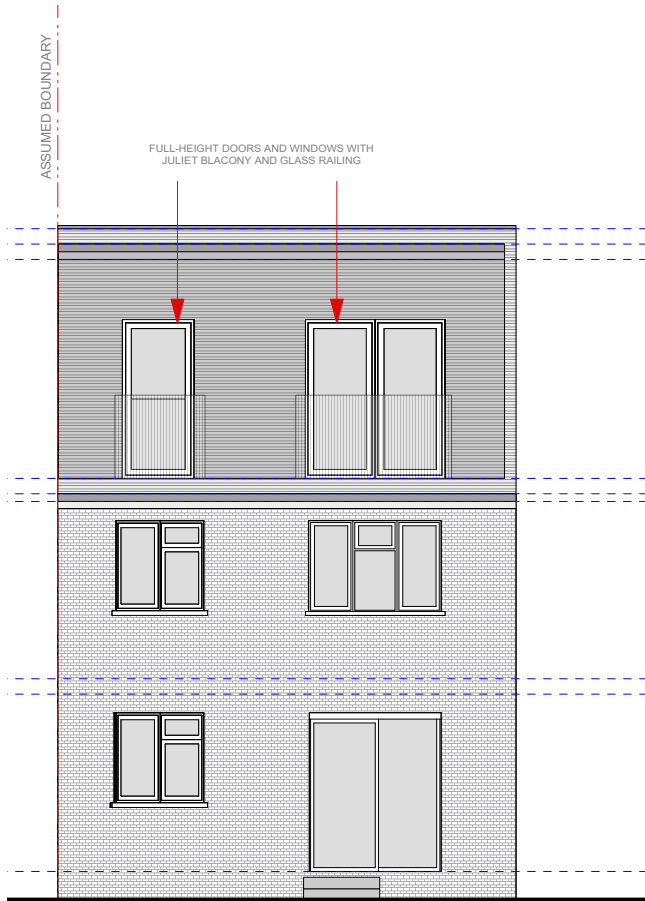 ASSUMED BOUNDARY
FULL-HEIGHT DOORS AND WINDOWS WITH
JULIET BLACONY AND GLASS RAILING